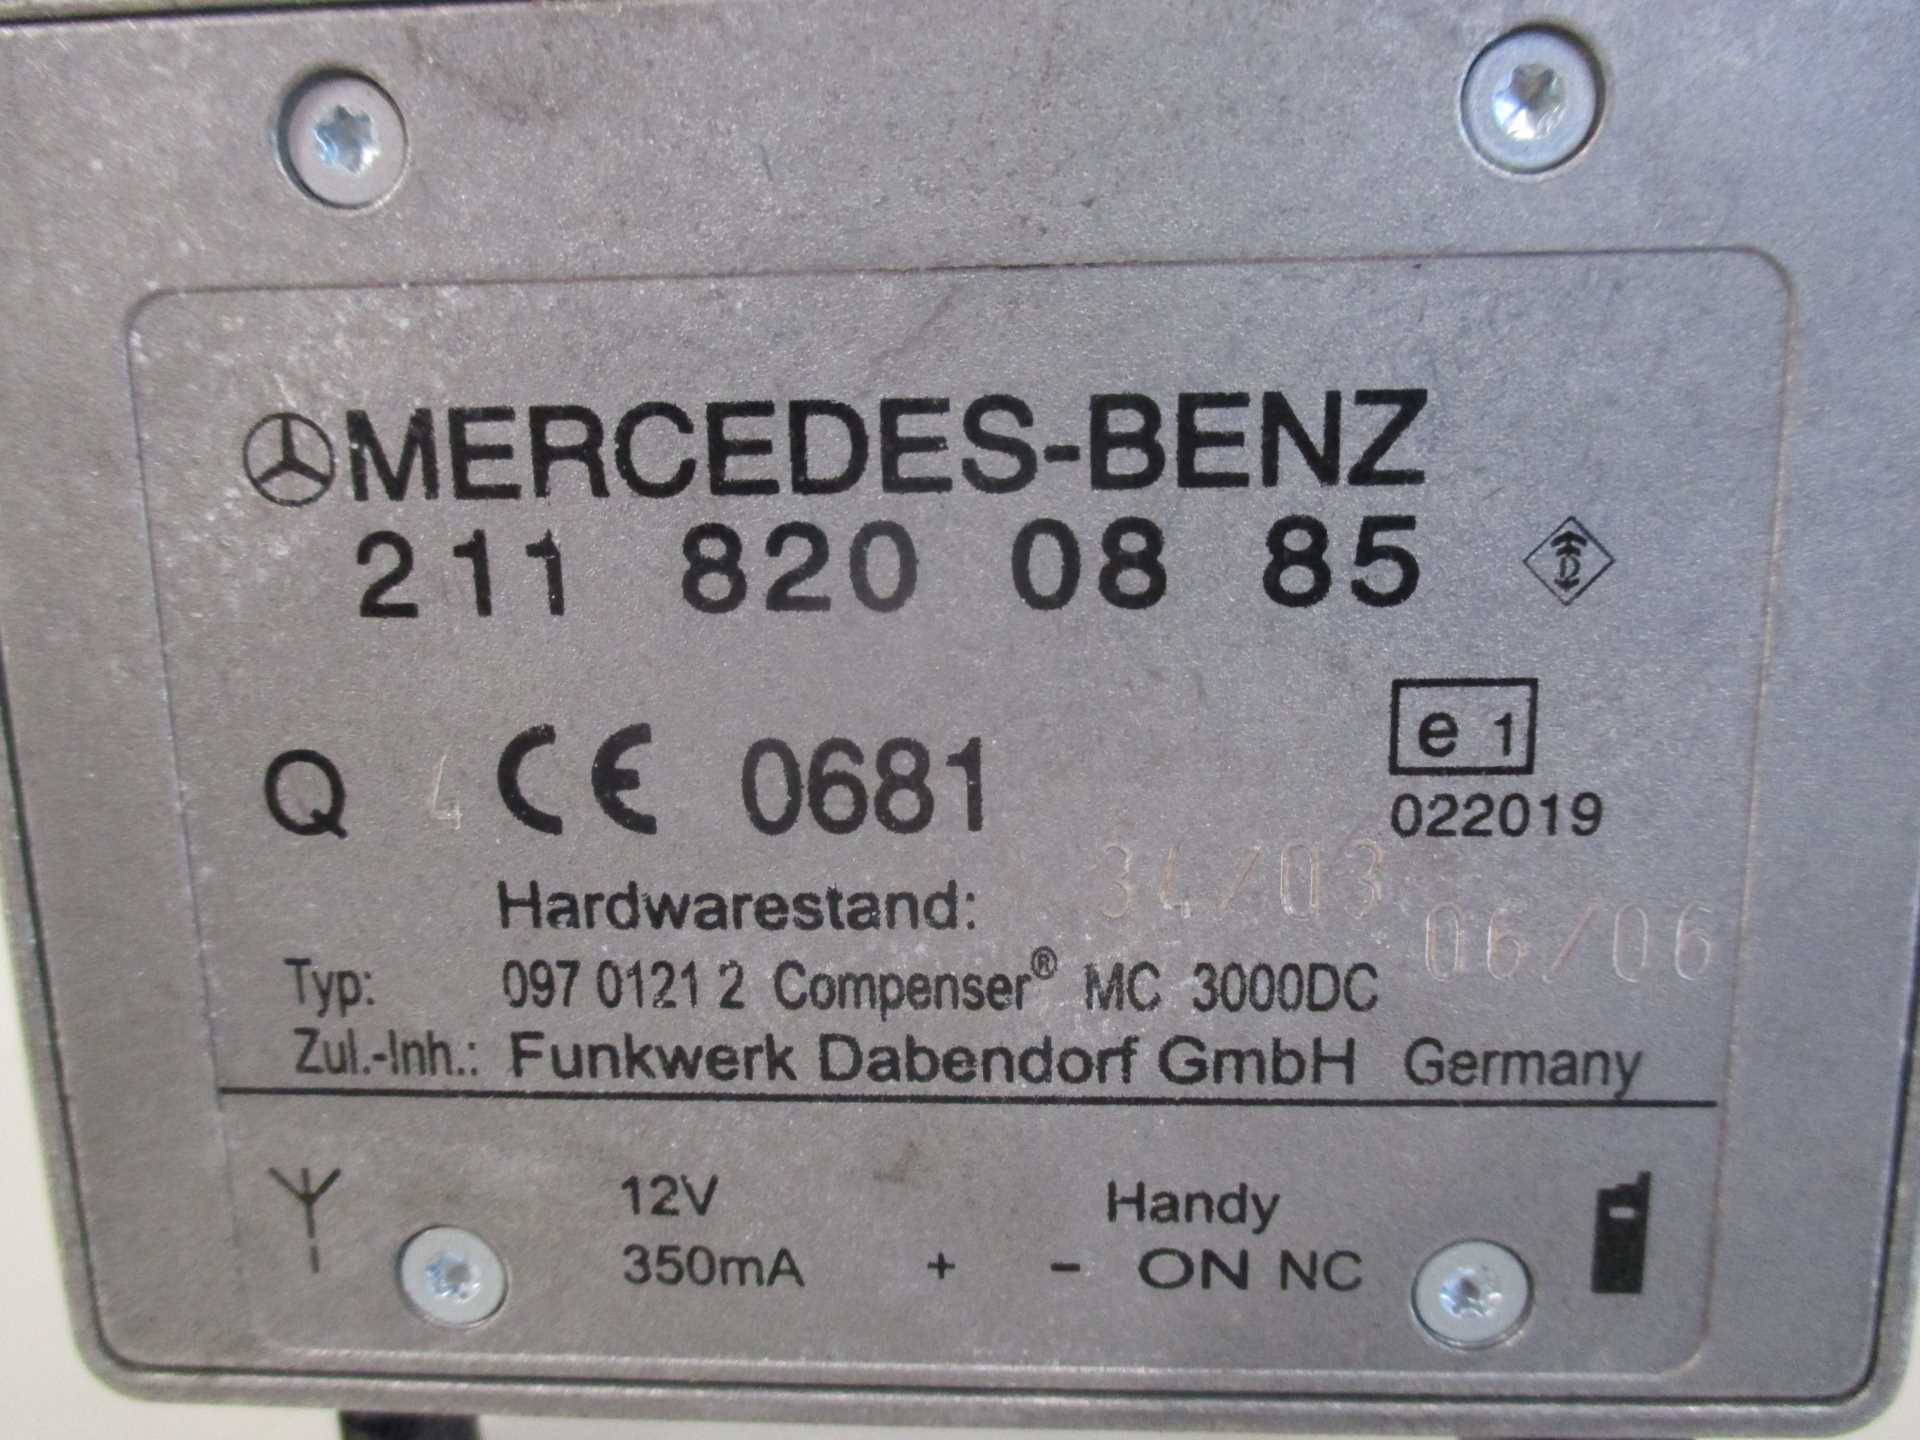 MERCEDES-BENZ
211 820 08 85
e 1
Q 4 CE 0681
022019
Hardwarestand: 34/03
06/06
Typ: 097 0121 2 Compenser® MC 3000DC
Zul.-Inh.: Funkwerk Dabendorf GmbH Germany
12V Handy
350mA + - ON NC